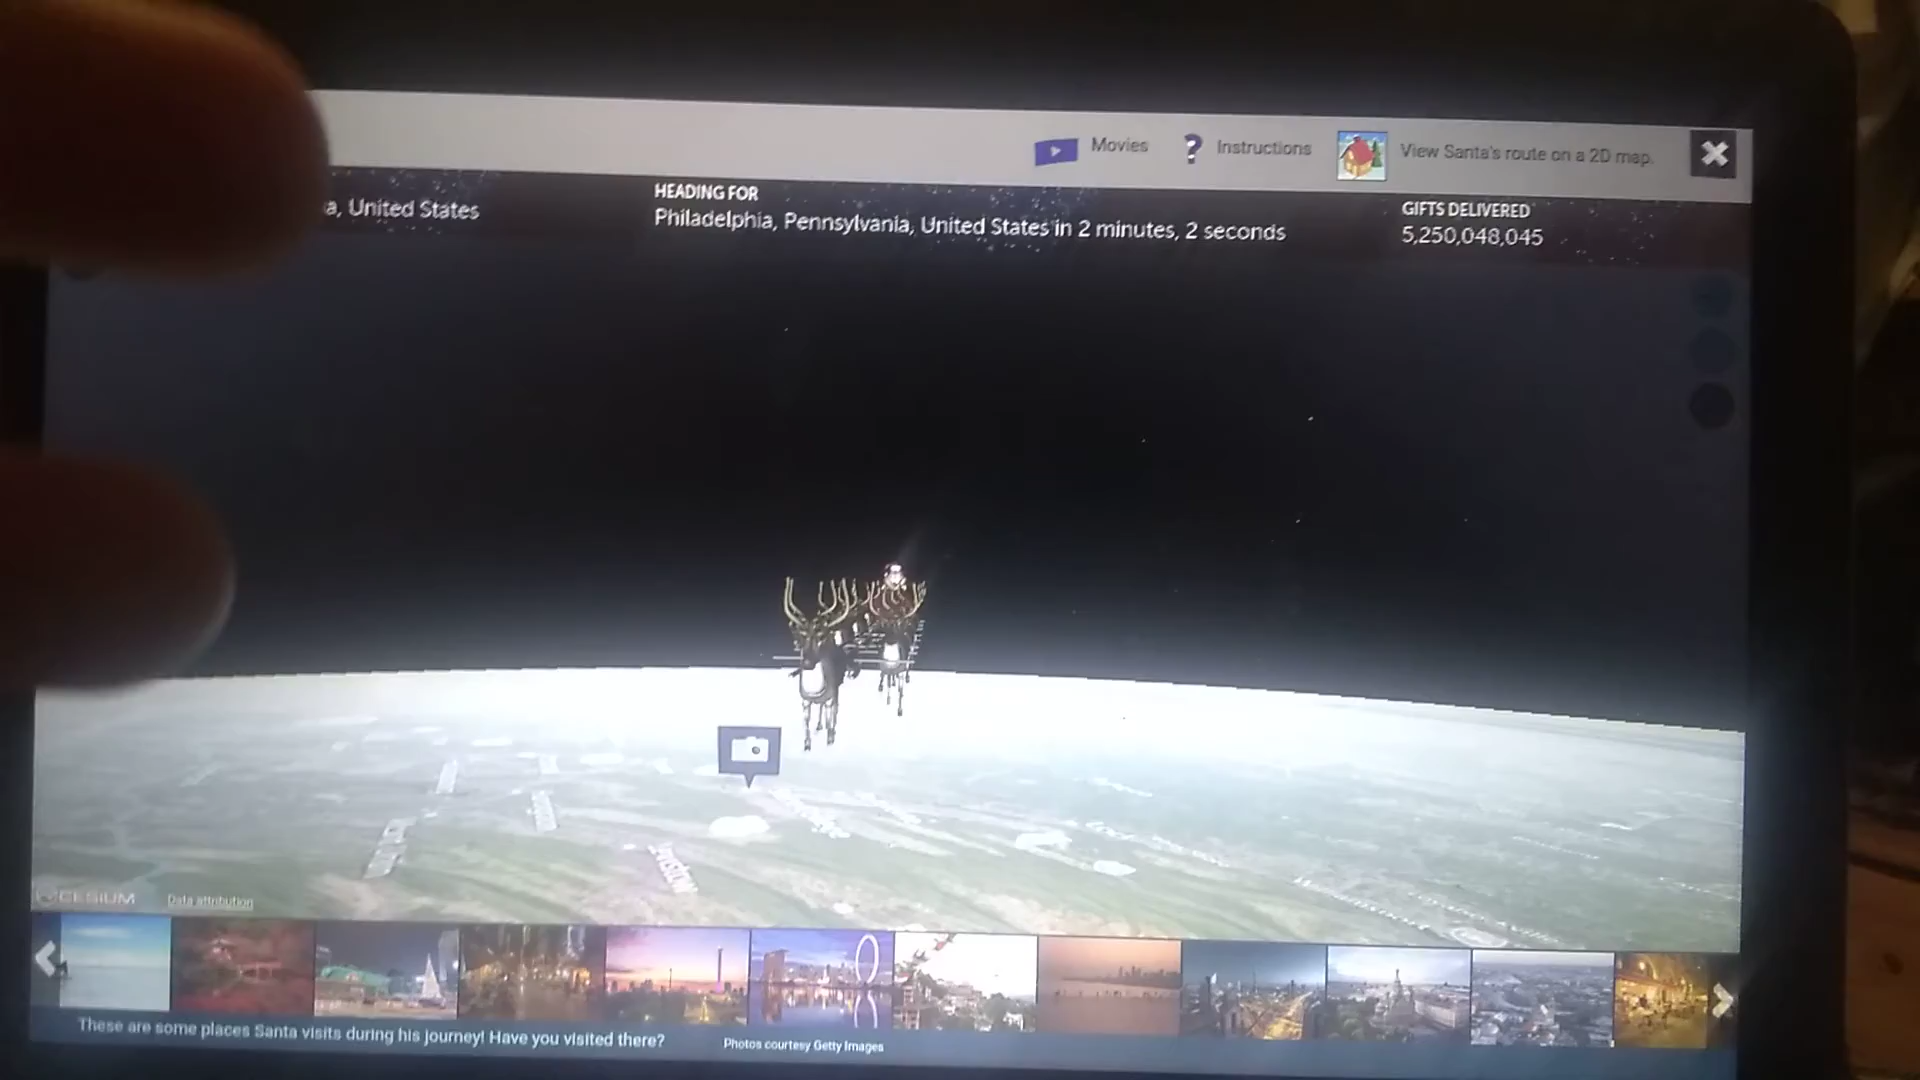 Movies
Instructions
View Santa's route on a 2D map.
a, United States
HEADING FOR
Philadelphia, Pennsylvania, United States in 2 minutes, 2 seconds
GIFTS DELIVERED
5,250,048,045
CESIUM
Data attribution
These are some places Santa visits during his journey! Have you visited there?
Photos courtesy Getty Images